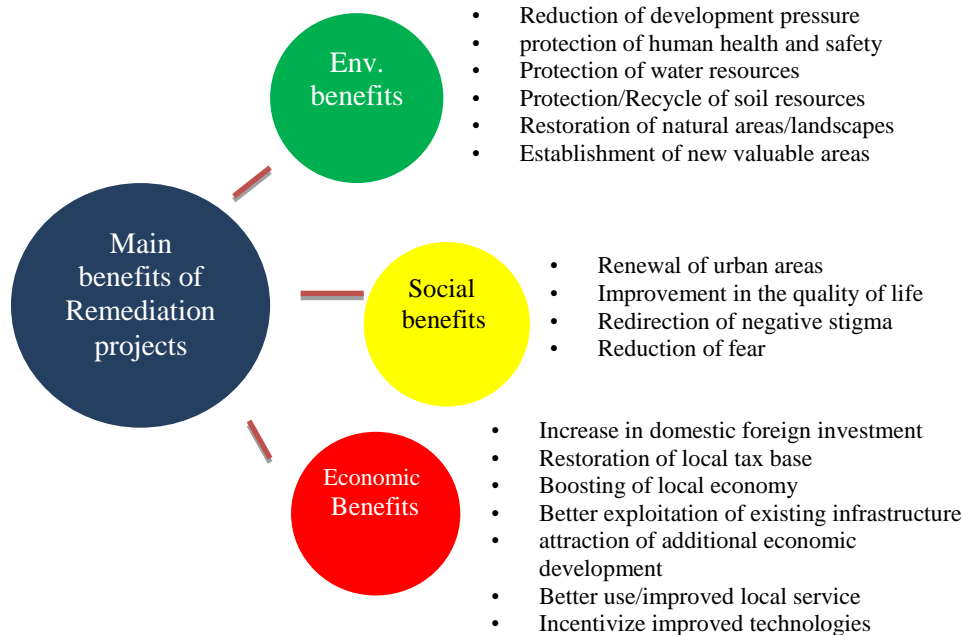 Main
benefits of
Remediation
projects
Env.
benefits
• Reduction of development pressure
• protection of human health and safety
• Protection of water resources
• Protection/Recycle of soil resources
• Restoration of natural areas/landscapes
• Establishment of new valuable areas
Social
benefits
• Renewal of urban areas
• Improvement in the quality of life
• Redirection of negative stigma
• Reduction of fear
Economic
Benefits
• Increase in domestic foreign investment
• Restoration of local tax base
• Boosting of local economy
• Better exploitation of existing infrastructure
• attraction of additional economic
development
• Better use/improved local service
• Incentivize improved technologies